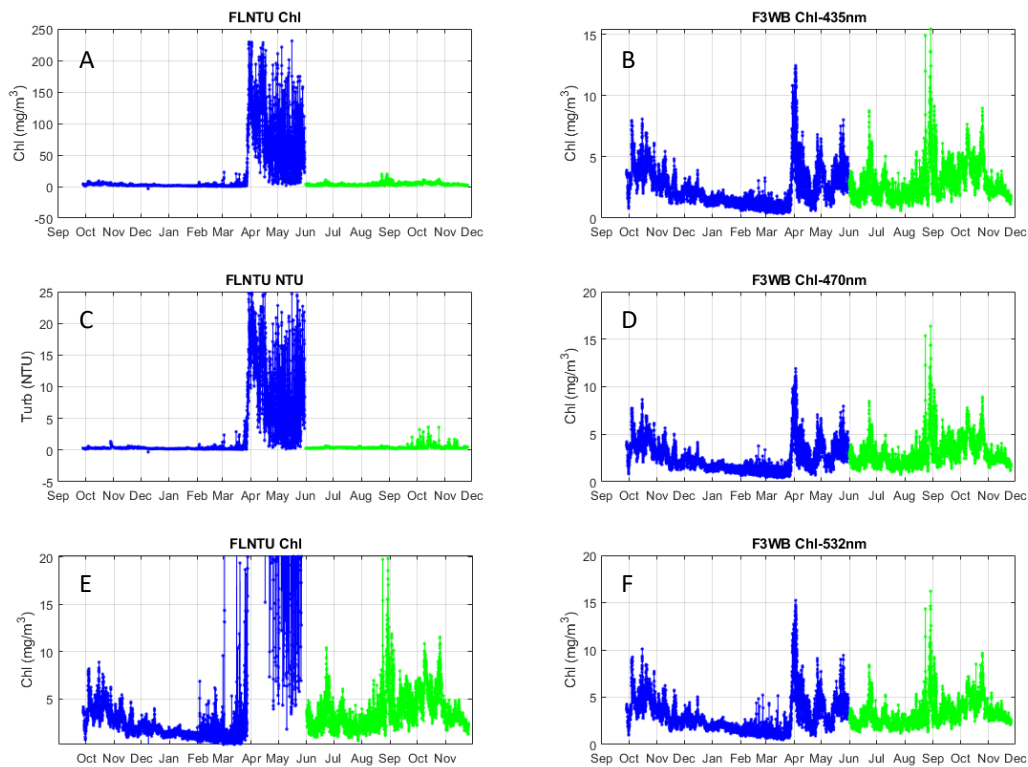 FLNTU Chl
A
Chl (mg/m³)
250
200
150
100
50
0
-50
Sep Oct Nov Dec Jan Feb Mar Apr May Jun Jul Aug Sep Oct Nov Dec
F3WB Chl-435nm
B
Chl (mg/m³)
15
10
5
0
Sep Oct Nov Dec Jan Feb Mar Apr May Jun Jul Aug Sep Oct Nov Dec
FLNTU NTU
C
Turb (NTU)
25
20
15
10
5
0
-5
Sep Oct Nov Dec Jan Feb Mar Apr May Jun Jul Aug Sep Oct Nov Dec
F3WB Chl-470nm
D
Chl (mg/m³)
20
15
10
5
0
Sep Oct Nov Dec Jan Feb Mar Apr May Jun Jul Aug Sep Oct Nov Dec
FLNTU Chl
E
Chl (mg/m³)
20
15
10
5
Oct Nov Dec Jan Feb Mar Apr May Jun Jul Aug Sep Oct Nov
F3WB Chl-532nm
F
Chl (mg/m³)
20
15
10
5
0
Sep Oct Nov Dec Jan Feb Mar Apr May Jun Jul Aug Sep Oct Nov Dec